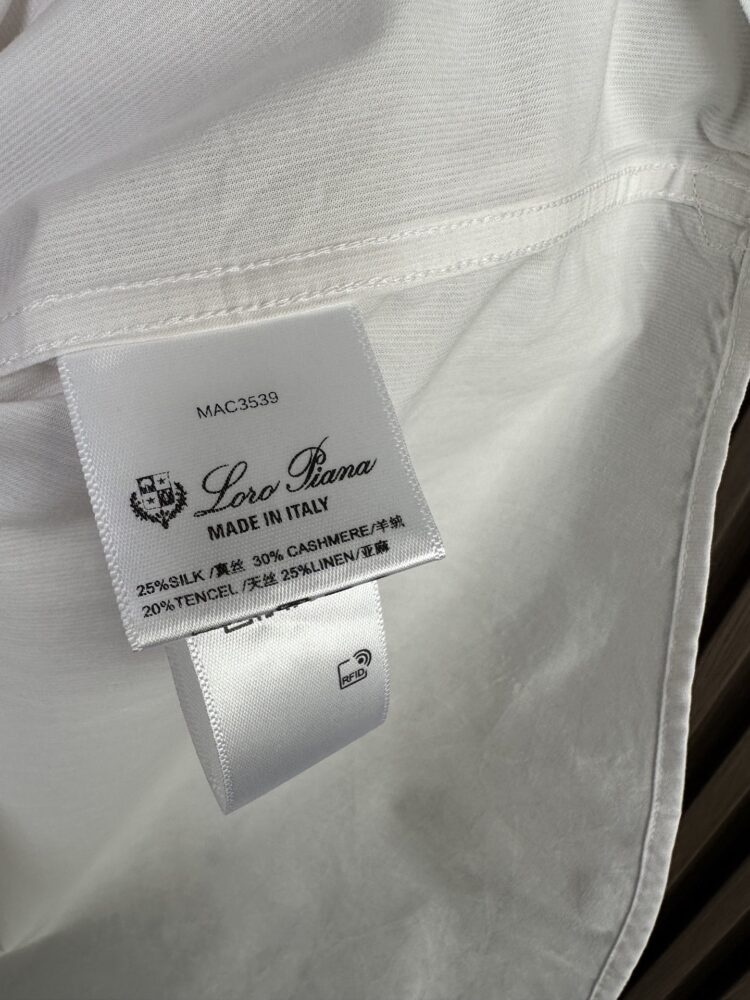 MAC3539
Loro Piana
MADE IN ITALY
25%SILK /真丝 30% CASHMERE/羊绒
20%TENCEL /天丝 25%LINEN/亚麻
RFID